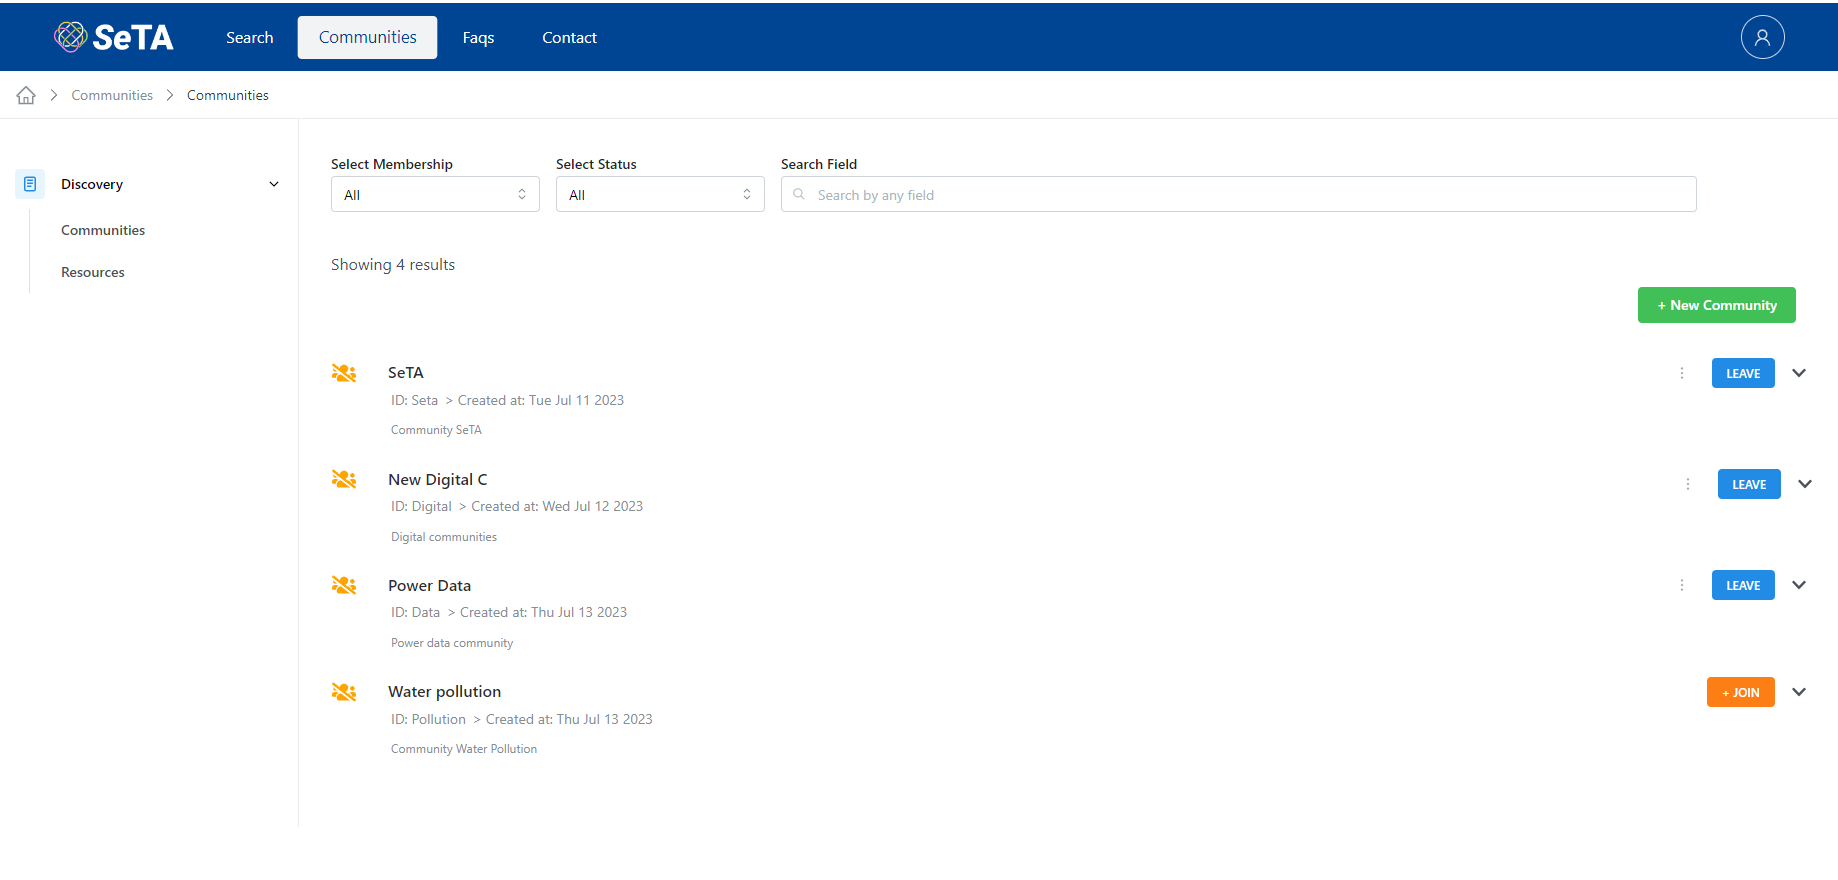 SeTA Search Communities Faqs Contact
Communities Communities
Discovery
Communities
Resources
Select Membership Select Status Search Field
All All Search by any field
Showing 4 results
+ New Community
SeTA LEAVE
ID: Seta > Created at: Tue Jul 11 2023
Community SeTA
New Digital C LEAVE
ID: Digital > Created at: Wed Jul 12 2023
Digital communities
Power Data LEAVE
ID: Data > Created at: Thu Jul 13 2023
Power data community
Water pollution + JOIN
ID: Pollution > Created at: Thu Jul 13 2023
Community Water Pollution